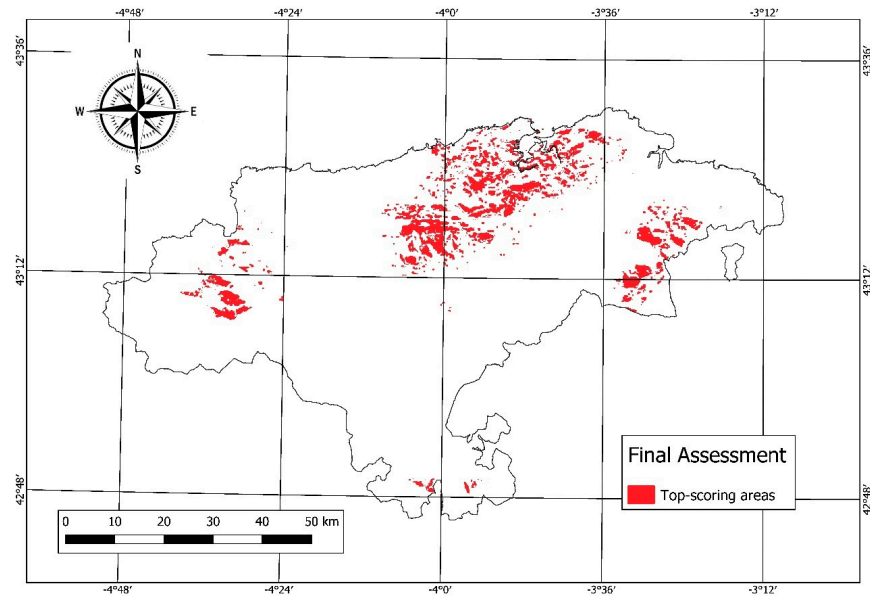 -4°48' -4°24' -4°0' -3°36' -3°12'
43°36' 43°36'
N
W E
S
43°12' 43°12'
Final Assessment
Top-scoring areas
42°48' 42°48'
0 10 20 30 40 50 km
-4°48' -4°24' -4°0' -3°36' -3°12'